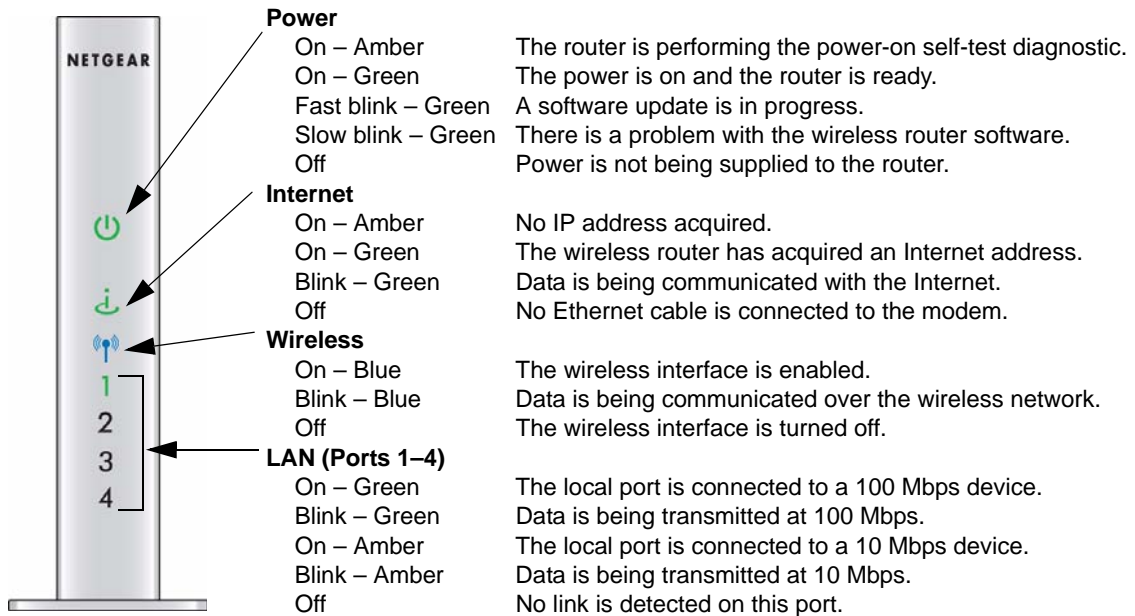 NETGEAR
1
2
3
4
Power
On – Amber The router is performing the power-on self-test diagnostic.
On – Green The power is on and the router is ready.
Fast blink – Green A software update is in progress.
Slow blink – Green There is a problem with the wireless router software.
Off Power is not being supplied to the router.
Internet
On – Amber No IP address acquired.
On – Green The wireless router has acquired an Internet address.
Blink – Green Data is being communicated with the Internet.
Off No Ethernet cable is connected to the modem.
Wireless
On – Blue The wireless interface is enabled.
Blink – Blue Data is being communicated over the wireless network.
Off The wireless interface is turned off.
LAN (Ports 1–4)
On – Green The local port is connected to a 100 Mbps device.
Blink – Green Data is being transmitted at 100 Mbps.
On – Amber The local port is connected to a 10 Mbps device.
Blink – Amber Data is being transmitted at 10 Mbps.
Off No link is detected on this port.